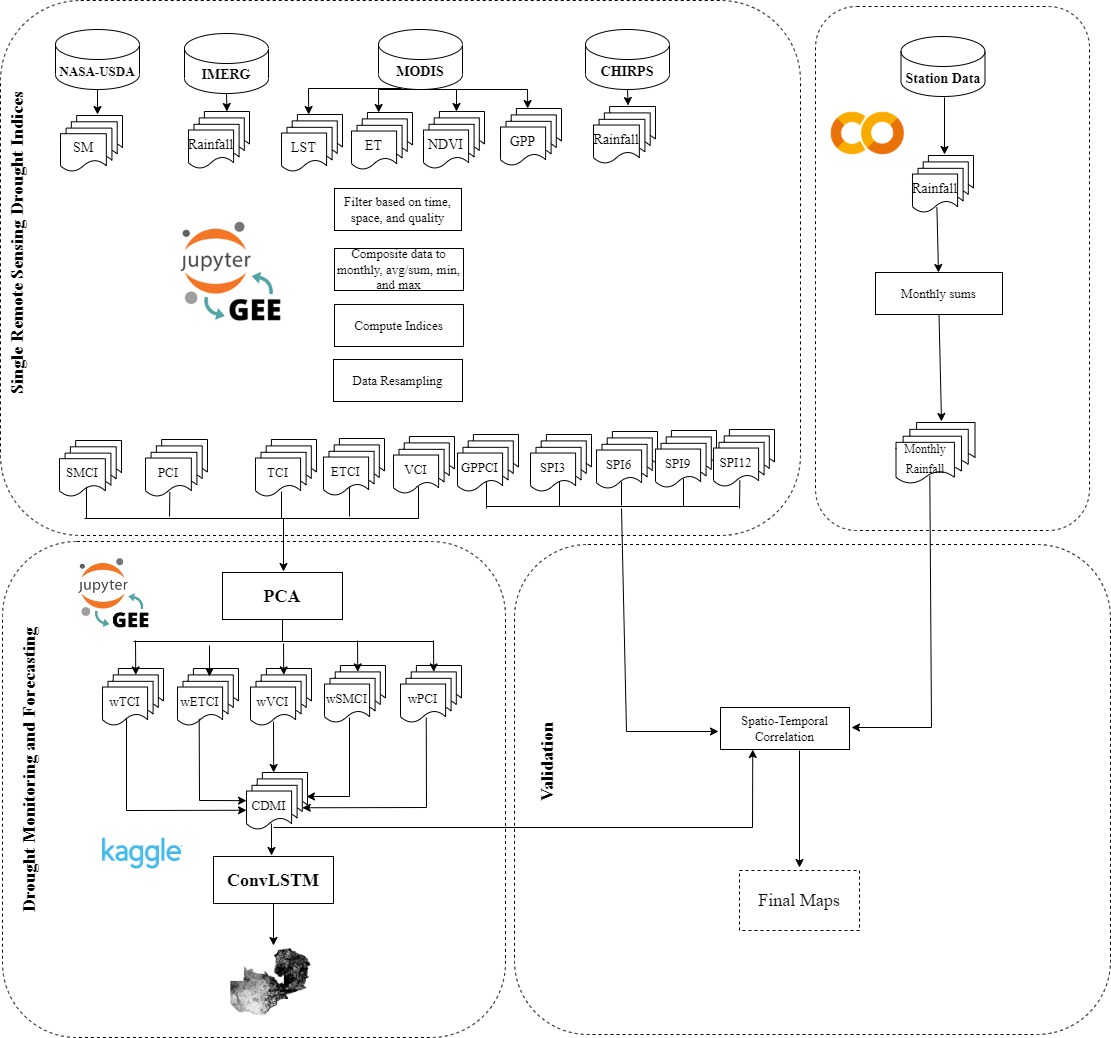 Single Remote Sensing Drought Indices
NASA-USDA
IMERG
MODIS
CHIRPS
SM
Rainfall
LST
ET
NDVI
GPP
Rainfall
Filter based on time,
space, and quality
Composite data to
monthly, avg/sum, min,
and max
Compute Indices
Data Resampling
jupyter
GEE
SMCI
PCI
TCI
ETCI
VCI
GPPCI
SPI3
SPI6
SPI9
SPI12
Station Data
CO
Rainfall
Monthly sums
Monthly
Rainfall
Drought Monitoring and Forecasting
jupyter
GEE
PCA
wTCI
wETCI
wVCI
wSMCI
wPCI
CDMI
kaggle
ConvLSTM
Validation
Spatio-Temporal
Correlation
Final Maps